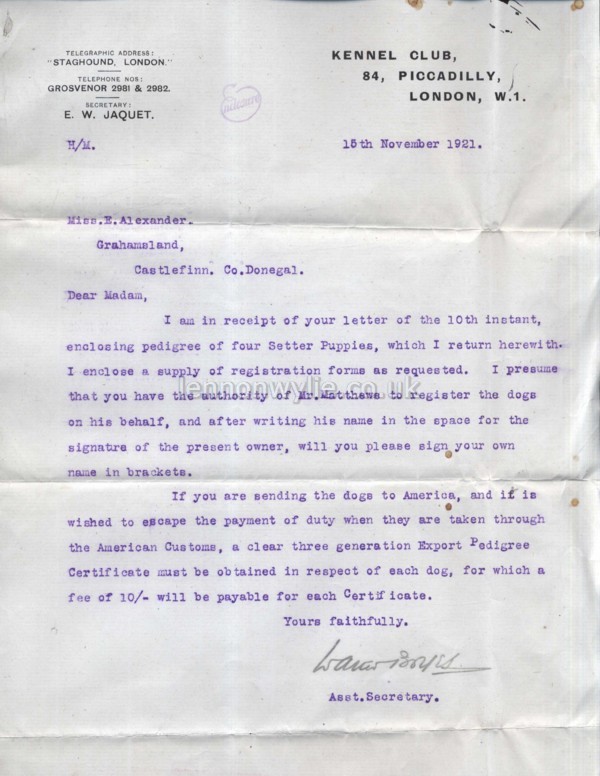 TELEGRAPHIC ADDRESS:
"STAGHOUND, LONDON."
TELEPHONE NOS:
GROSVENOR 2981 & 2982.
SECRETARY:
E. W. JAQUET.
KENNEL CLUB,
84, PICCADILLY,
LONDON, W.1.
H/M.
15th November 1921.
Miss.E.Alexander.
Grahamsland,
Castlefinn. Co.Donegal.
Dear Madam,
I am in receipt of your letter of the 10th instant,
enclosing pedigree of four Setter Puppies, which I return herewith.
I enclose a supply of registration forms as requested. I presume
lennonwylie.co.uk
that you have the authority of Mr.Matthews to register the dogs
on his behalf, and after writing his name in the space for the
signatre of the present owner, will you please sign your own
name in brackets.
If you are sending the dogs to America, and if is
wished to escape the payment of duty when they are taken through
the American Customs, a clear three generation Export Pedigree
Certificate must be obtained in respect of each dog, for which a
fee of 10/- will be payable for each Certificate.
Yours faithfully.
Asst.Secretary.